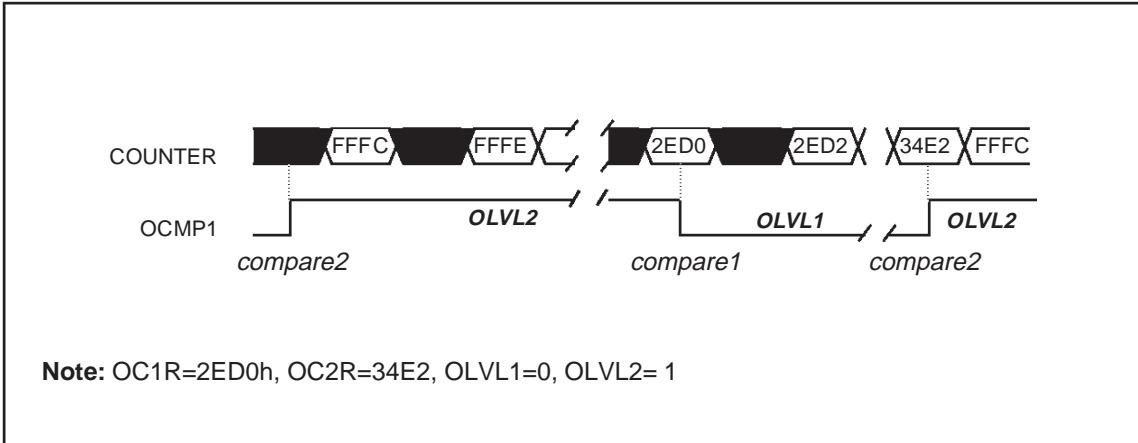 COUNTER FFFC FFFE 2ED0 2ED2 34E2 FFFC
OCMP1 OLVL2 OLVL1 OLVL2
compare2 compare1 compare2
Note: OC1R=2ED0h, OC2R=34E2, OLVL1=0, OLVL2= 1